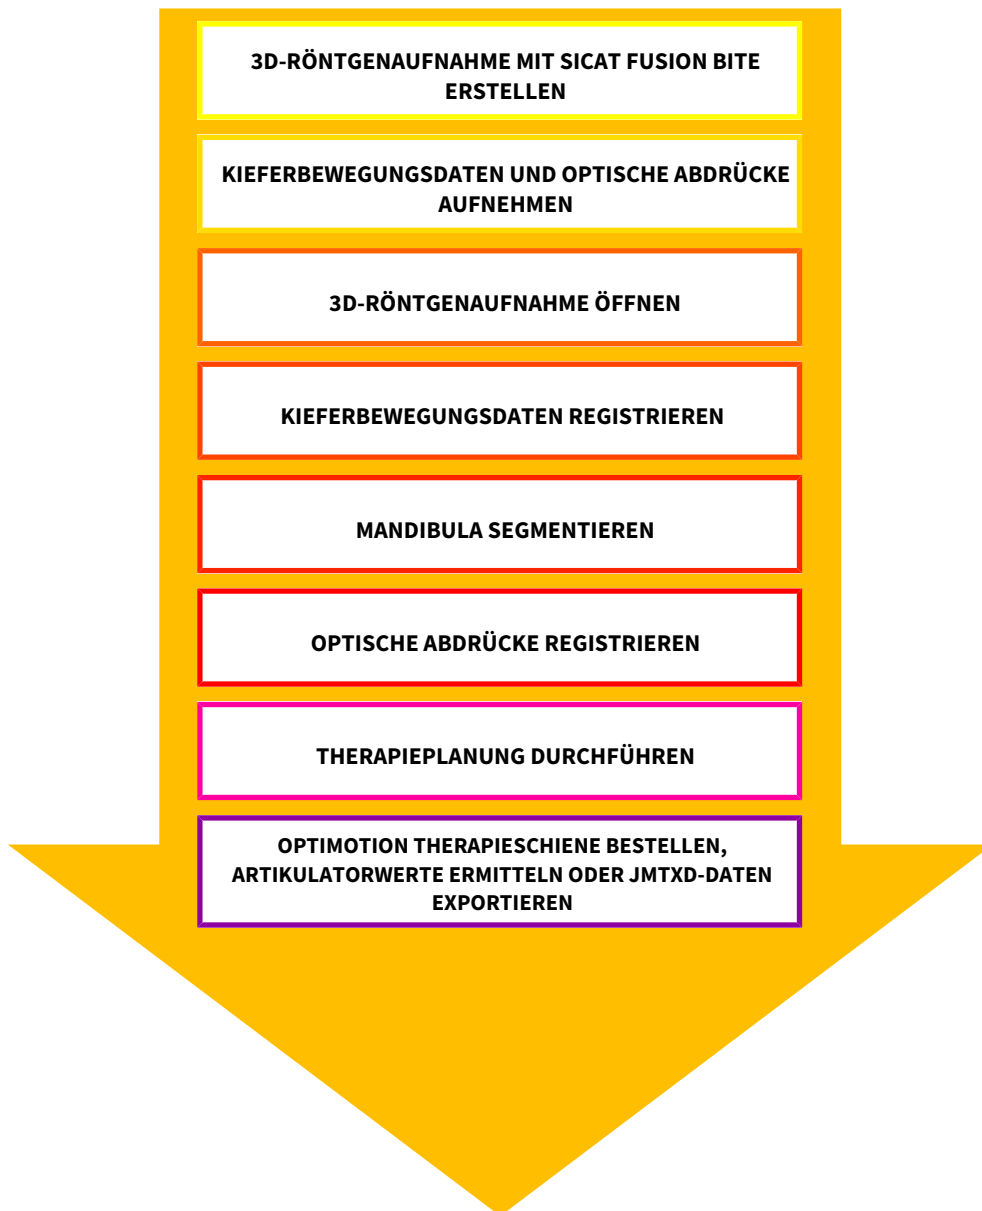 3D-RÖNTGENAUFNAHME MIT SICAT FUSION BITE
ERSTELLEN
KIEFERBEWEGUNGSDATEN UND OPTISCHE ABDRÜCKE
AUFNEHMEN
3D-RÖNTGENAUFNAHME ÖFFNEN
KIEFERBEWEGUNGSDATEN REGISTRIEREN
MANDIBULA SEGMENTIEREN
OPTISCHE ABDRÜCKE REGISTRIEREN
THERAPIEPLANUNG DURCHFÜHREN
OPTIMOTION THERAPIESCHIENE BESTELLEN,
ARTIKULATORWERTE ERMITTELN ODER JMTXD-DATEN
EXPORTIEREN